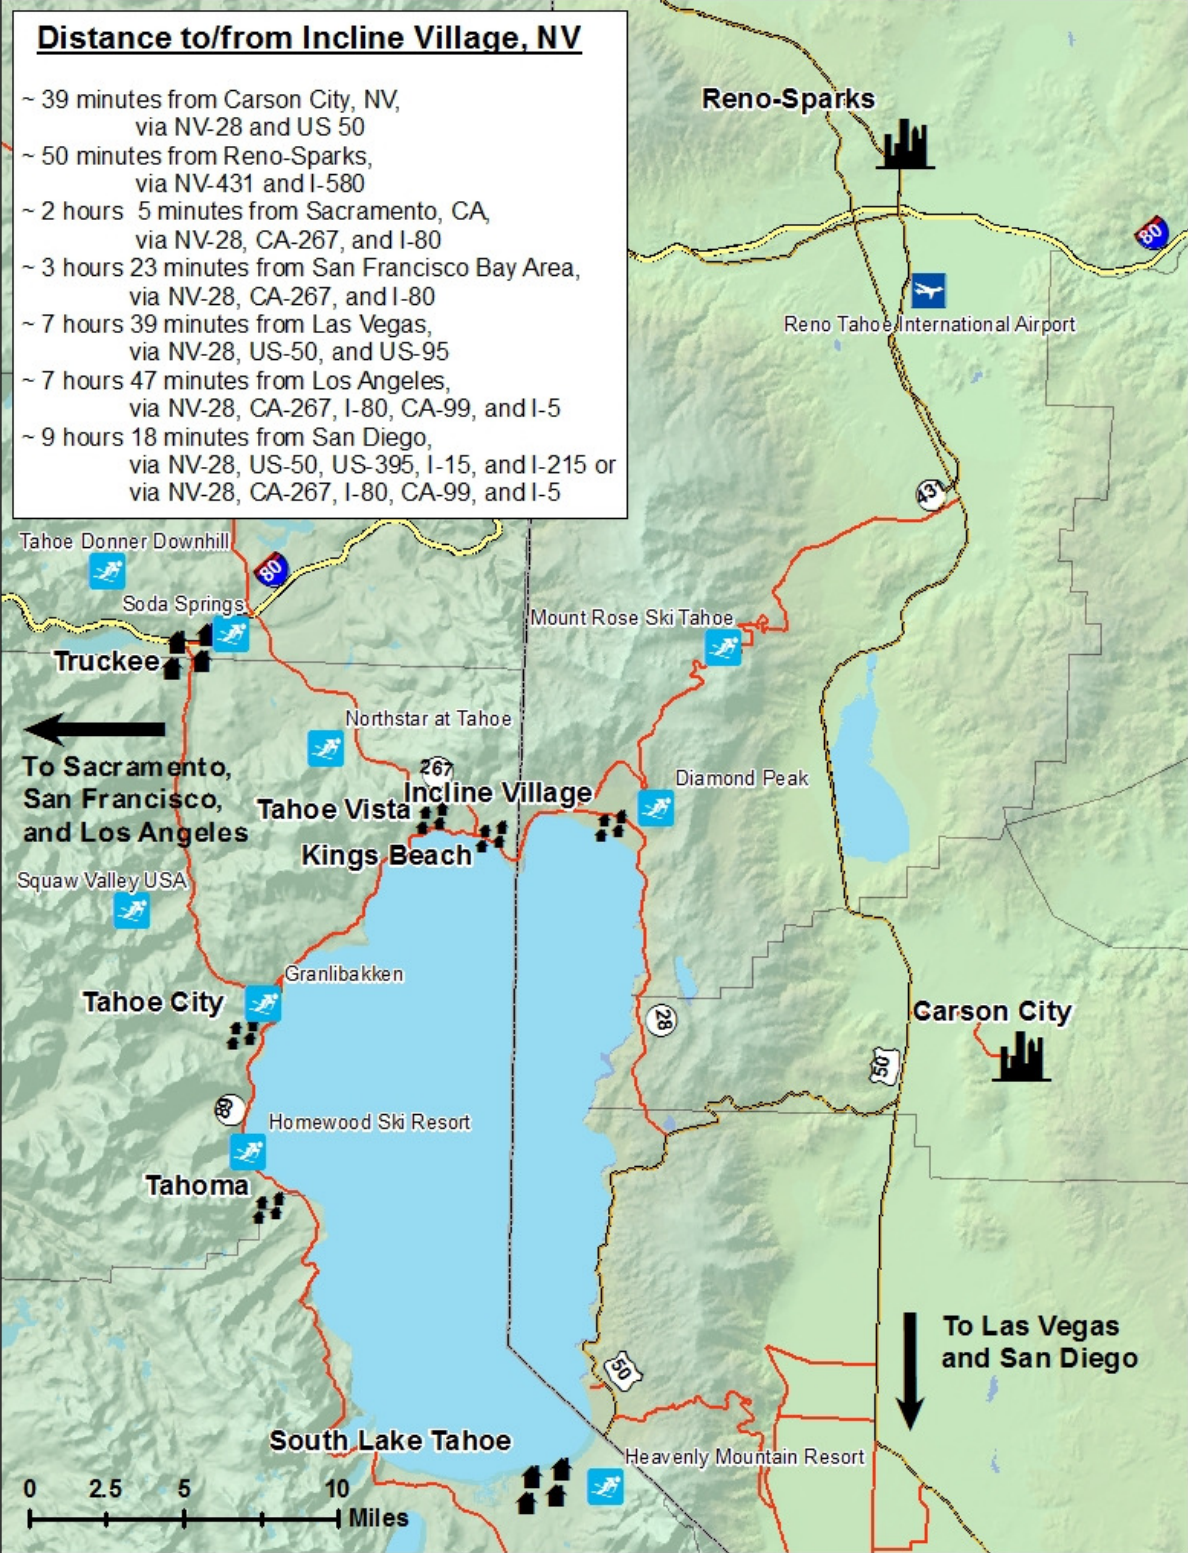 Distance to/from Incline Village, NV
~ 39 minutes from Carson City, NV,
via NV-28 and US 50
~ 50 minutes from Reno-Sparks,
via NV-431 and I-580
~ 2 hours 5 minutes from Sacramento, CA,
via NV-28, CA-267, and I-80
~ 3 hours 23 minutes from San Francisco Bay Area,
via NV-28, CA-267, and I-80
~ 7 hours 39 minutes from Las Vegas,
via NV-28, US-50, and US-95
~ 7 hours 47 minutes from Los Angeles,
via NV-28, CA-267, I-80, CA-99, and I-5
~ 9 hours 18 minutes from San Diego,
via NV-28, US-50, US-395, I-15, and I-215 or
via NV-28, CA-267, I-80, CA-99, and I-5
Reno-Sparks
80
Reno Tahoe International Airport
431
Tahoe Donner Downhill
80
Soda Springs
Mount Rose Ski Tahoe
Truckee
Northstar at Tahoe
To Sacramento,
San Francisco,
and Los Angeles
267
Incline Village
Diamond Peak
Tahoe Vista
Kings Beach
Squaw Valley USA
Granlibakken
Tahoe City
28
Carson City
50
89
Homewood Ski Resort
Tahoma
To Las Vegas
and San Diego
50
South Lake Tahoe
Heavenly Mountain Resort
0 2.5 5 10
Miles